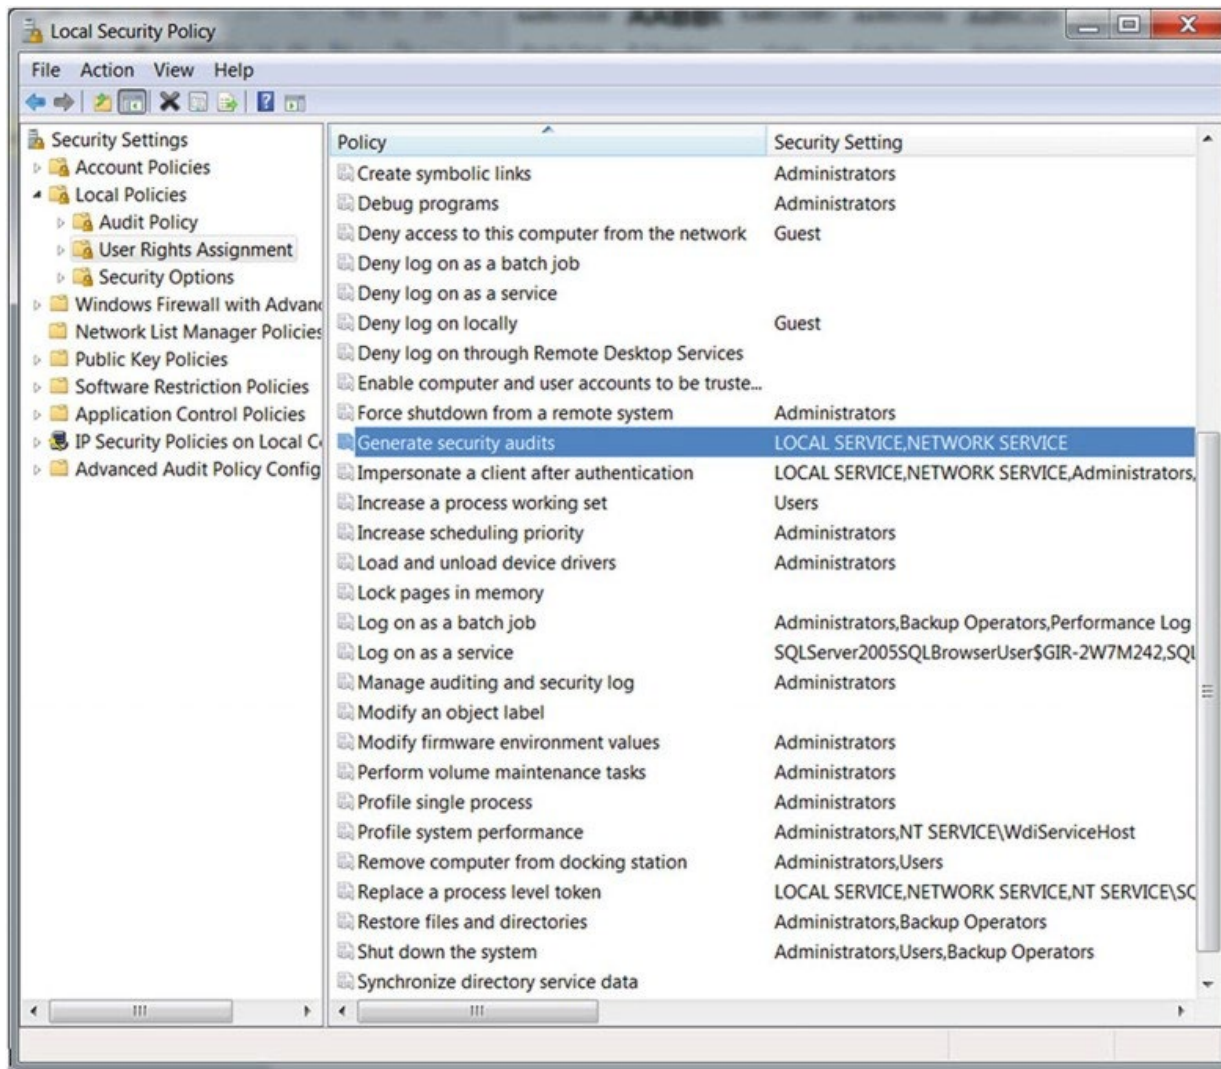 Local Security Policy
File Action View Help
Security Settings
Account Policies
Local Policies
Audit Policy
User Rights Assignment
Security Options
Windows Firewall with Advan
Network List Manager Policies
Public Key Policies
Software Restriction Policies
Application Control Policies
IP Security Policies on Local C
Advanced Audit Policy Config
Policy Security Setting
Create symbolic links Administrators
Debug programs Administrators
Deny access to this computer from the network Guest
Deny log on as a batch job
Deny log on as a service
Deny log on locally Guest
Deny log on through Remote Desktop Services
Enable computer and user accounts to be truste...
Force shutdown from a remote system Administrators
Generate security audits LOCAL SERVICE,NETWORK SERVICE
Impersonate a client after authentication LOCAL SERVICE,NETWORK SERVICE,Administrators,
Increase a process working set Users
Increase scheduling priority Administrators
Load and unload device drivers Administrators
Lock pages in memory
Log on as a batch job Administrators,Backup Operators,Performance Log
Log on as a service SQLServer2005SQLBrowserUser$GIR-2W7M242,SQL
Manage auditing and security log Administrators
Modify an object label
Modify firmware environment values Administrators
Perform volume maintenance tasks Administrators
Profile single process Administrators
Profile system performance Administrators,NT SERVICE\WdiServiceHost
Remove computer from docking station Administrators,Users
Replace a process level token LOCAL SERVICE,NETWORK SERVICE,NT SERVICE\SQ
Restore files and directories Administrators,Backup Operators
Shut down the system Administrators,Users,Backup Operators
Synchronize directory service data